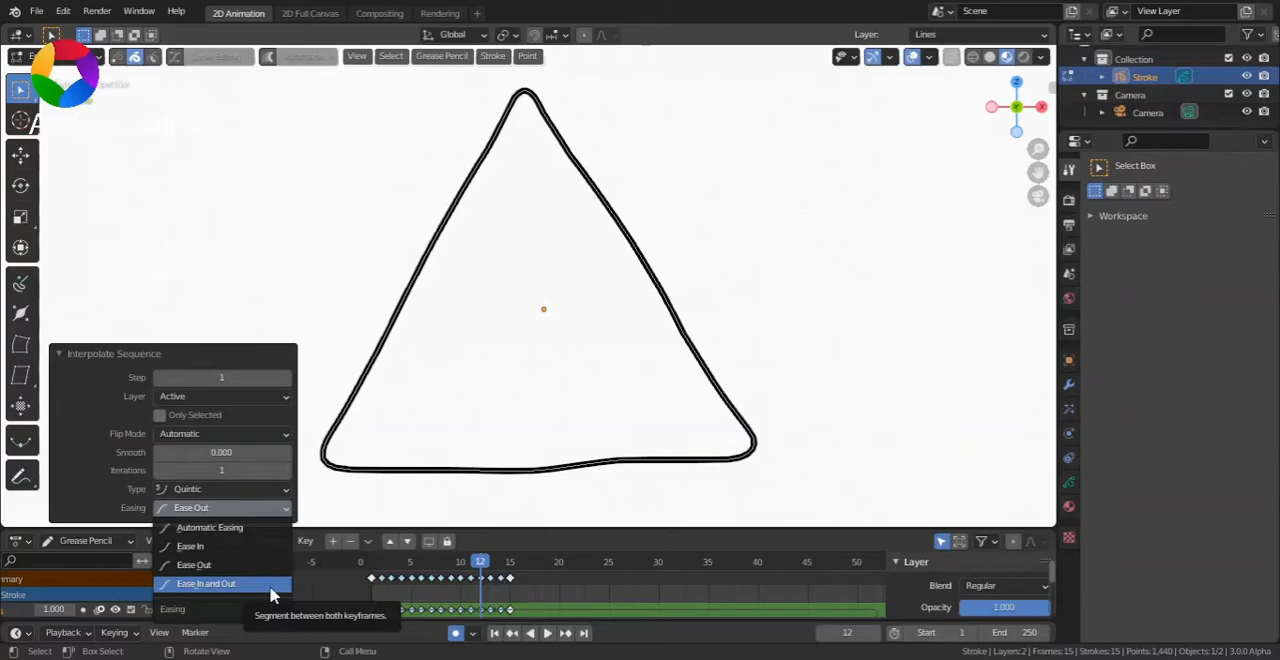 File Edit Render Window Help 2D Animation 2D Full Canvas Compositing Rendering + Scene View Layer
Global Layer: Lines
View Select Grease Pencil Stroke Point
Collection
Stroke
Camera
Camera
Select Box
Workspace
Z
X
Interpolate Sequence
Step 1
Layer Active
Only Selected
Flip Mode Automatic
Smooth 0.000
Iterations 1
Type Quintic
Easing Ease Out
Automatic Easing
Ease In
Ease Out
Ease In and Out
Easing
Segment between both keyframes.
Grease Pencil Key
-5 1 5 10 12 15 20 25 30 35 40 45 50
Layer
mmary
Blend Regular
Stroke
1.000
Opacity 1.000
Playback Keying View Marker 12 Start 1 End 250
Select Box Select Rotate View Call Menu Stroke | Layers:2 | Frames:15 | Strokes:15 | Points:1,440 | Objects:1/2 | 3.0.0 Alpha